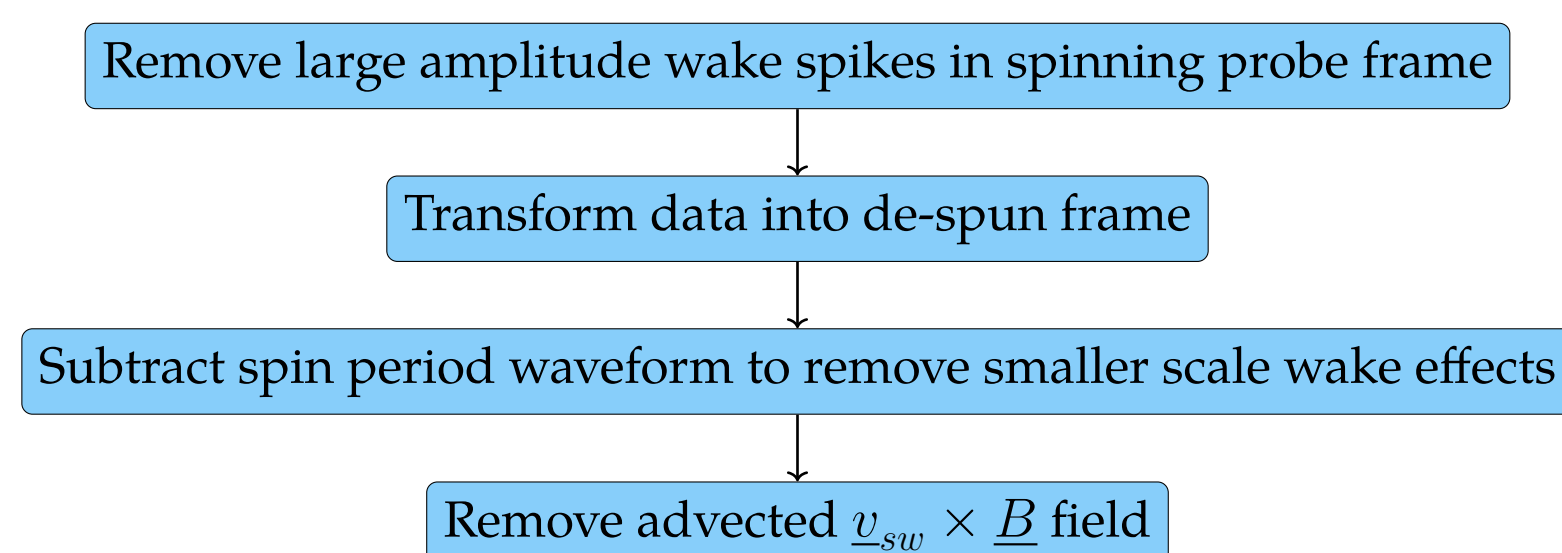 Remove large amplitude wake spikes in spinning probe frame
Transform data into de-spun frame
Subtract spin period waveform to remove smaller scale wake effects
Remove advected v_sw × B field